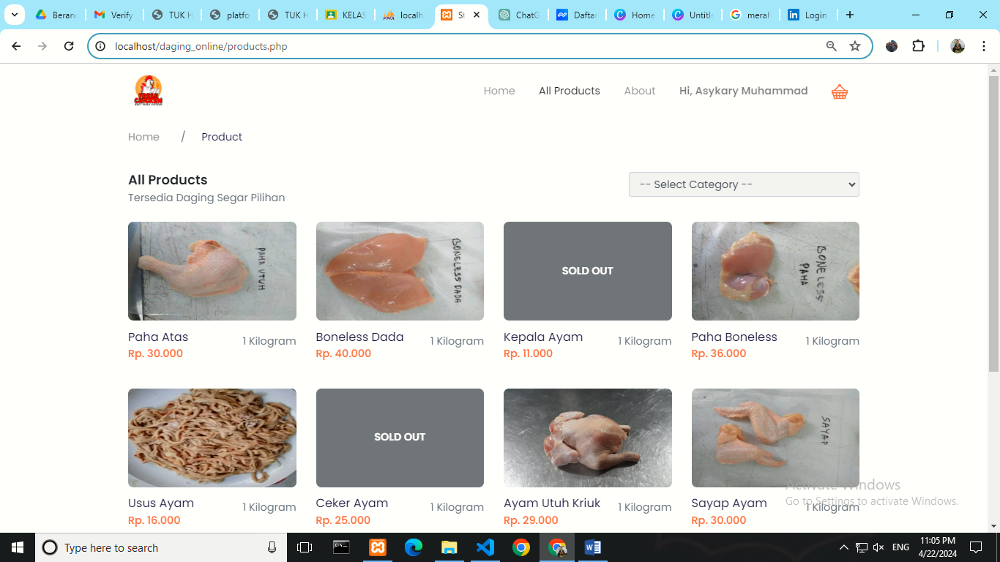 Beran
Verify
TUK H
platfo
TUK H
KELAS
localh
St
ChatG
Daftar
Home
Untitle
merah
Login
localhost/daging_online/products.php
Home
All Products
About
Hi, Asykary Muhammad
Home / Product
All Products
-- Select Category --
Tersedia Daging Segar Pilihan
PAHA UTUH
BONELESS DADA
SOLD OUT
BONELESS PAHA
Paha Atas
1 Kilogram
Rp. 30.000
Boneless Dada
1 Kilogram
Rp. 40.000
Kepala Ayam
1 Kilogram
Rp. 11.000
Paha Boneless
1 Kilogram
Rp. 36.000
SOLD OUT
SAYAP
Usus Ayam
1 Kilogram
Rp. 16.000
Ceker Ayam
1 Kilogram
Rp. 25.000
Ayam Utuh Kriuk
1 Kilogram
Rp. 29.000
Sayap Ayam
1 Kilogram
Rp. 30.000
Activate Windows
Go to Settings to activate Windows.
Type here to search
ENG
11:05 PM
4/22/2024